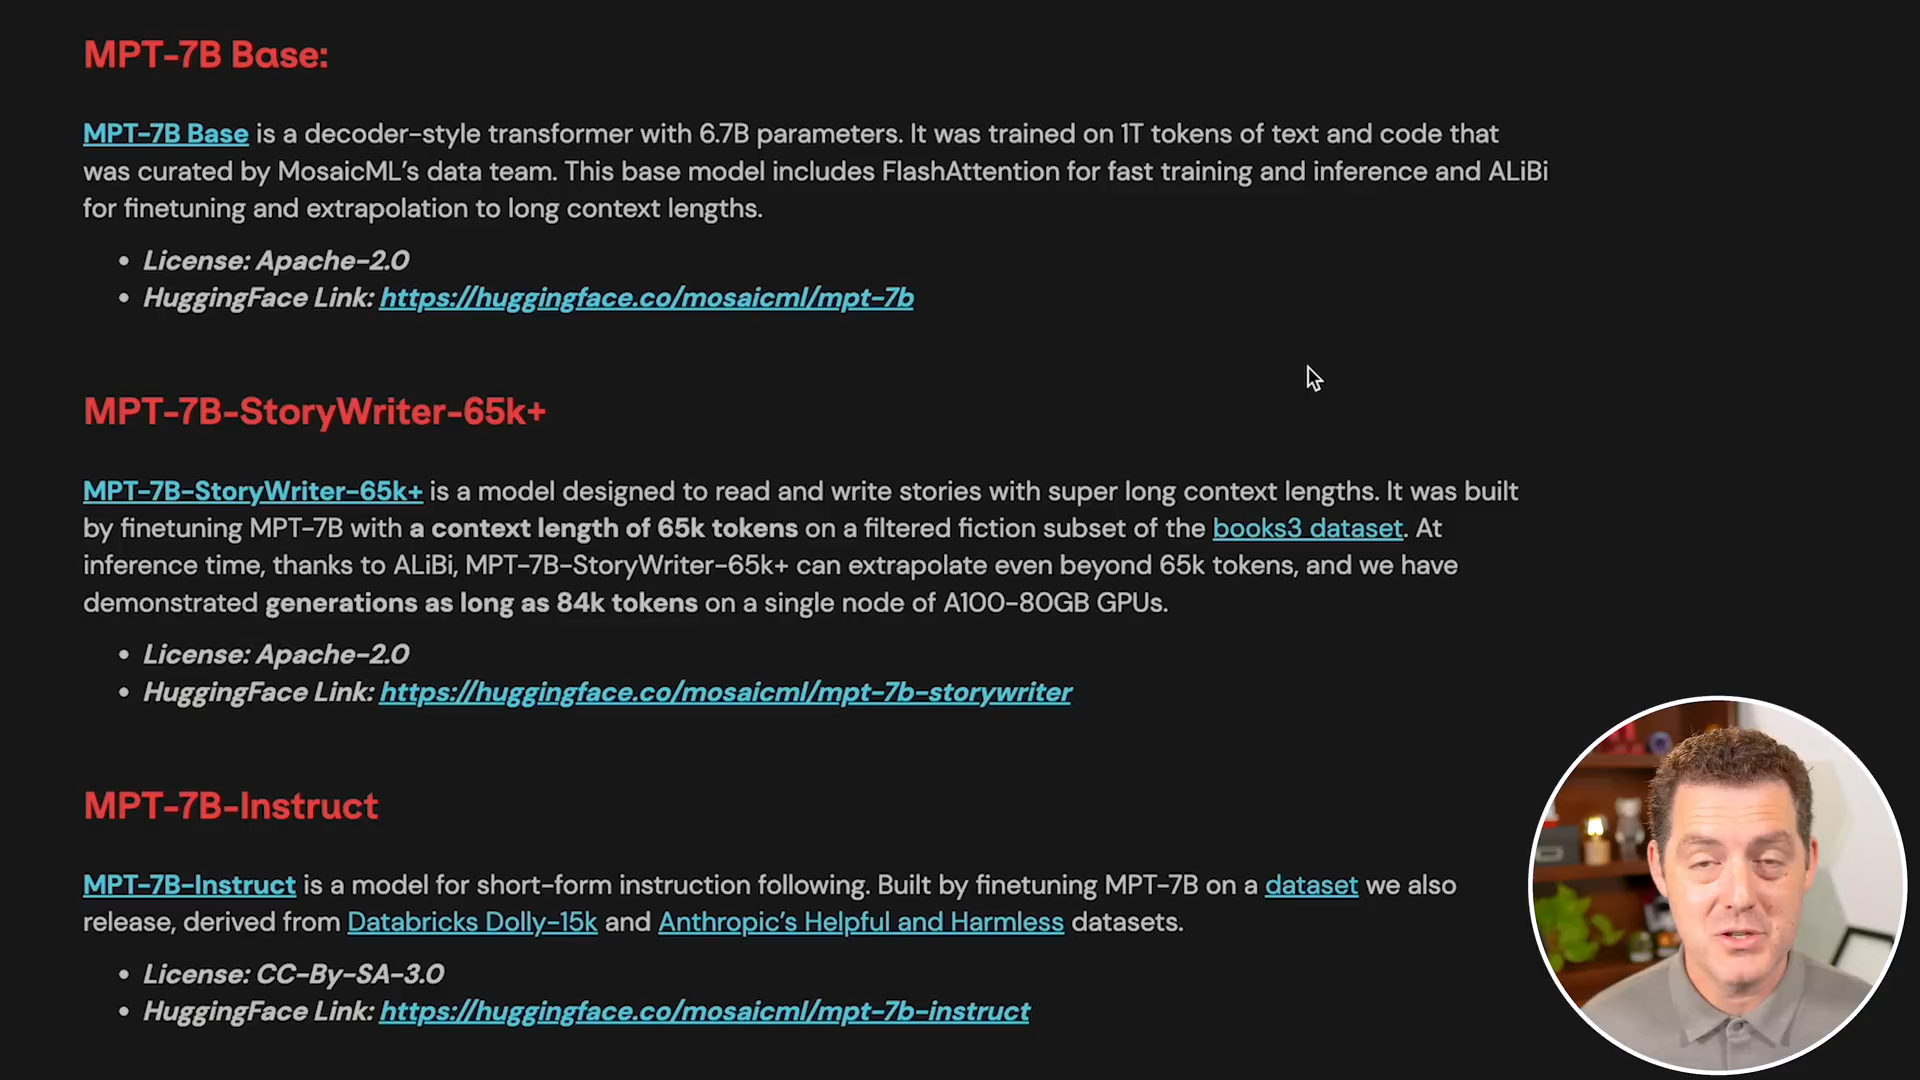 MPT-7B Base:
MPT-7B Base is a decoder-style transformer with 6.7B parameters. It was trained on 1T tokens of text and code that
was curated by MosaicML’s data team. This base model includes FlashAttention for fast training and inference and ALiBi
for finetuning and extrapolation to long context lengths.
• License: Apache-2.0
• HuggingFace Link: https://huggingface.co/mosaicml/mpt-7b
MPT-7B-StoryWriter-65k+
MPT-7B-StoryWriter-65k+ is a model designed to read and write stories with super long context lengths. It was built
by finetuning MPT-7B with a context length of 65k tokens on a filtered fiction subset of the books3 dataset. At
inference time, thanks to ALiBi, MPT-7B-StoryWriter-65k+ can extrapolate even beyond 65k tokens, and we have
demonstrated generations as long as 84k tokens on a single node of A100-80GB GPUs.
• License: Apache-2.0
• HuggingFace Link: https://huggingface.co/mosaicml/mpt-7b-storywriter
MPT-7B-Instruct
MPT-7B-Instruct is a model for short-form instruction following. Built by finetuning MPT-7B on a dataset we also
release, derived from Databricks Dolly-15k and Anthropic’s Helpful and Harmless datasets.
• License: CC-By-SA-3.0
• HuggingFace Link: https://huggingface.co/mosaicml/mpt-7b-instruct